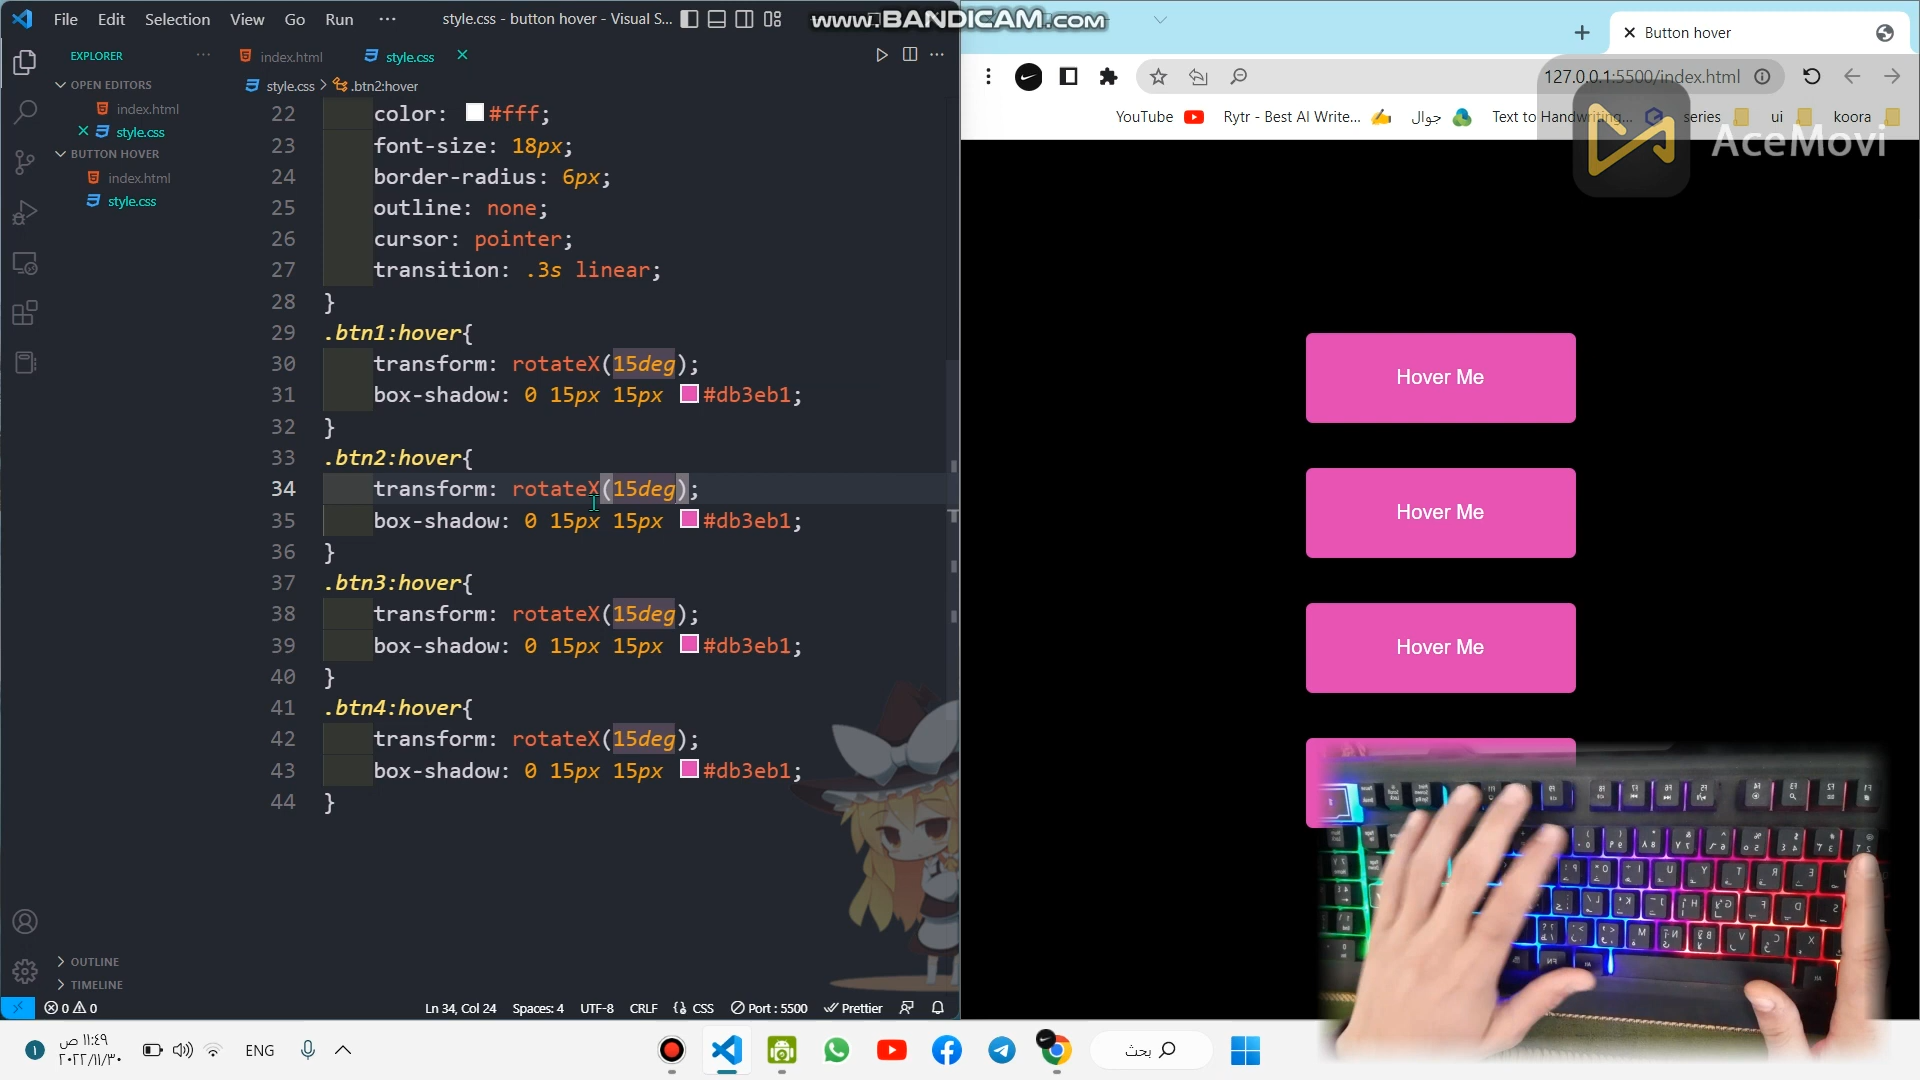 File Edit Selection View Go Run ··· style.css - button hover - Visual S...
www.BANDICAM.com
EXPLORER
OPEN EDITORS
index.html
style.css
BUTTON HOVER
index.html
style.css
OUTLINE
TIMELINE
index.html style.css
style.css > .btn2:hover
22 color: #fff;
23 font-size: 18px;
24 border-radius: 6px;
25 outline: none;
26 cursor: pointer;
27 transition: .3s linear;
28 }
29 .btn1:hover{
30 transform: rotateX(15deg);
31 box-shadow: 0 15px 15px #db3eb1;
32 }
33 .btn2:hover{
34 transform: rotateX(15deg);
35 box-shadow: 0 15px 15px #db3eb1;
36 }
37 .btn3:hover{
38 transform: rotateX(15deg);
39 box-shadow: 0 15px 15px #db3eb1;
40 }
41 .btn4:hover{
42 transform: rotateX(15deg);
43 box-shadow: 0 15px 15px #db3eb1;
44 }
0 0 Ln 34, Col 24 Spaces: 4 UTF-8 CRLF CSS Port : 5500 Prettier
Button hover
127.0.0.1:5500/index.html
YouTube Rytr - Best AI Write... جوال Text to Handwriting... series ui koora
AceMovi
Hover Me
Hover Me
Hover Me
١١:٤٩ ص
٢٠٢٢/١١/٣٠
ENG
بحث